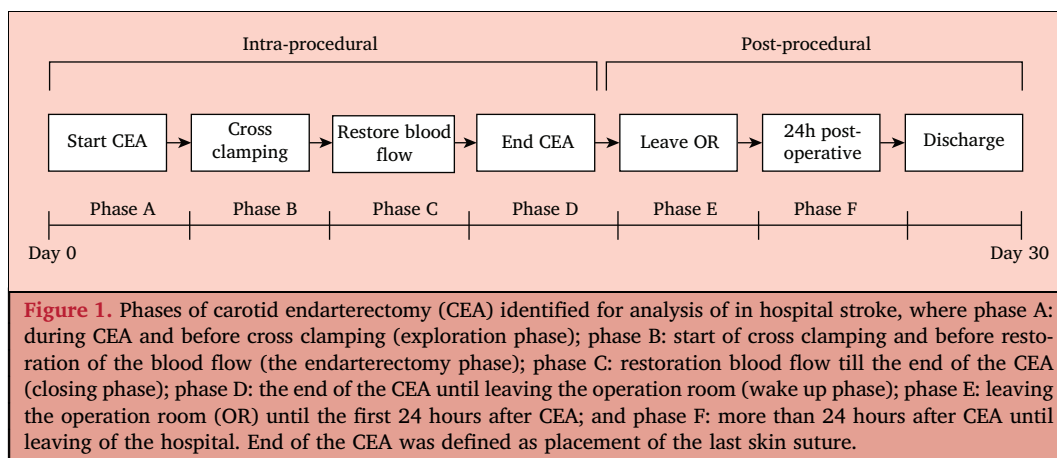 Intra-procedural
Post-procedural
Start CEA
Cross
clamping
Restore blood
flow
End CEA
Leave OR
24h post-
operative
Discharge
Phase A
Phase B
Phase C
Phase D
Phase E
Phase F
Day 0
Day 30
Figure 1. Phases of carotid endarterectomy (CEA) identified for analysis of in hospital stroke, where phase A:
during CEA and before cross clamping (exploration phase); phase B: start of cross clamping and before resto-
ration of the blood flow (the endarterectomy phase); phase C: restoration blood flow till the end of the CEA
(closing phase); phase D: the end of the CEA until leaving the operation room (wake up phase); phase E: leaving
the operation room (OR) until the first 24 hours after CEA; and phase F: more than 24 hours after CEA until
leaving of the hospital. End of the CEA was defined as placement of the last skin suture.